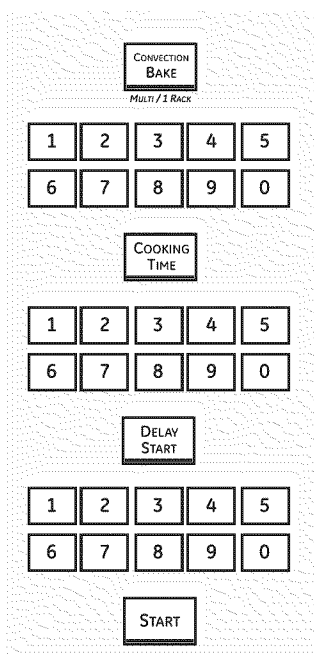 CONVECTION
BAKE
MULTI / 1 RACK
1 2 3 4 5
6 7 8 9 0
COOKING
TIME
1 2 3 4 5
6 7 8 9 0
DELAY
START
1 2 3 4 5
6 7 8 9 0
START